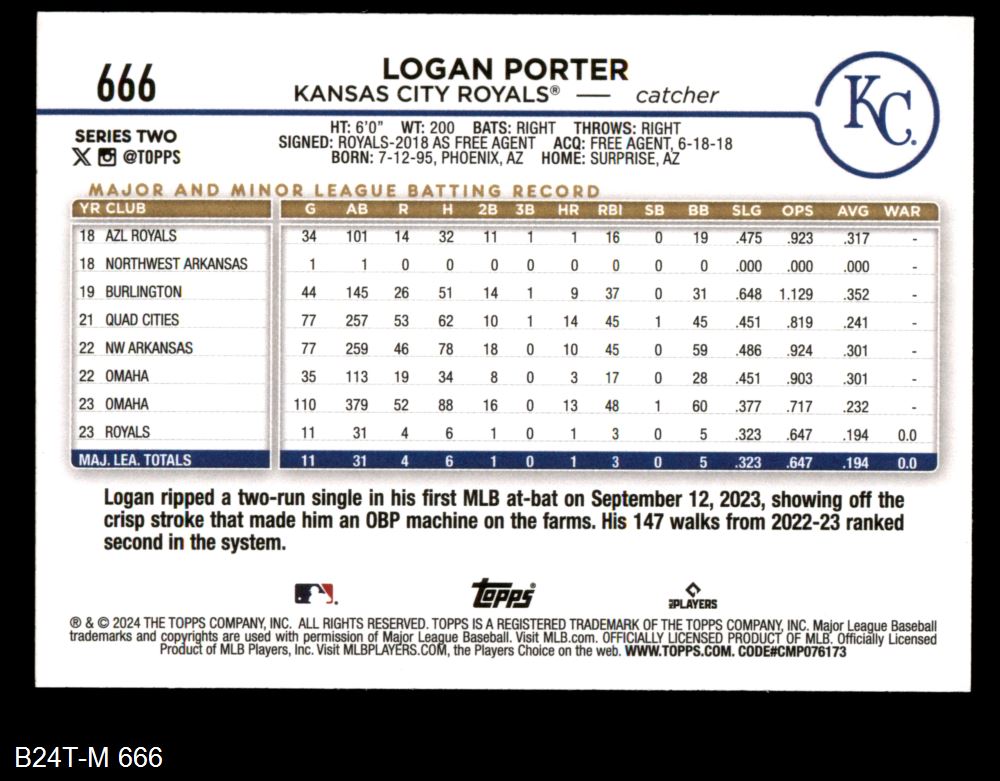 666
LOGAN PORTER
KANSAS CITY ROYALS® — catcher
KC
SERIES TWO
X @TOPPS
HT: 6'0" WT: 200 BATS: RIGHT THROWS: RIGHT
SIGNED: ROYALS-2018 AS FREE AGENT ACQ: FREE AGENT, 6-18-18
BORN: 7-12-95, PHOENIX, AZ HOME: SURPRISE, AZ
MAJOR AND MINOR LEAGUE BATTING RECORD
YR CLUB G AB R H 2B 3B HR RBI SB BB SLG OPS AVG WAR
18 AZL ROYALS 34 101 14 32 11 1 1 16 0 19 .475 .923 .317 -
18 NORTHWEST ARKANSAS 1 1 0 0 0 0 0 0 0 0 .000 .000 .000 -
19 BURLINGTON 44 145 26 51 14 1 9 37 0 31 .648 1.129 .352 -
21 QUAD CITIES 77 257 53 62 10 1 14 45 1 45 .451 .819 .241 -
22 NW ARKANSAS 77 259 46 78 18 0 10 45 0 59 .486 .924 .301 -
22 OMAHA 35 113 19 34 8 0 3 17 0 28 .451 .903 .301 -
23 OMAHA 110 379 52 88 16 0 13 48 1 60 .377 .717 .232 -
23 ROYALS 11 31 4 6 1 0 1 3 0 5 .323 .647 .194 0.0
MAJ. LEA. TOTALS 11 31 4 6 1 0 1 3 0 5 .323 .647 .194 0.0
Logan ripped a two-run single in his first MLB at-bat on September 12, 2023, showing off the
crisp stroke that made him an OBP machine on the farms. His 147 walks from 2022-23 ranked
second in the system.
Topps®
PLAYERS
® & © 2024 THE TOPPS COMPANY, INC. ALL RIGHTS RESERVED. TOPPS IS A REGISTERED TRADEMARK OF THE TOPPS COMPANY, INC. Major League Baseball
trademarks and copyrights are used with permission of Major League Baseball. Visit MLB.com. OFFICIALLY LICENSED PRODUCT OF MLB. Officially Licensed
Product of MLB Players, Inc. Visit MLBPLAYERS.COM, the Players Choice on the web. WWW.TOPPS.COM. CODE#CMP076173
B24T-M 666